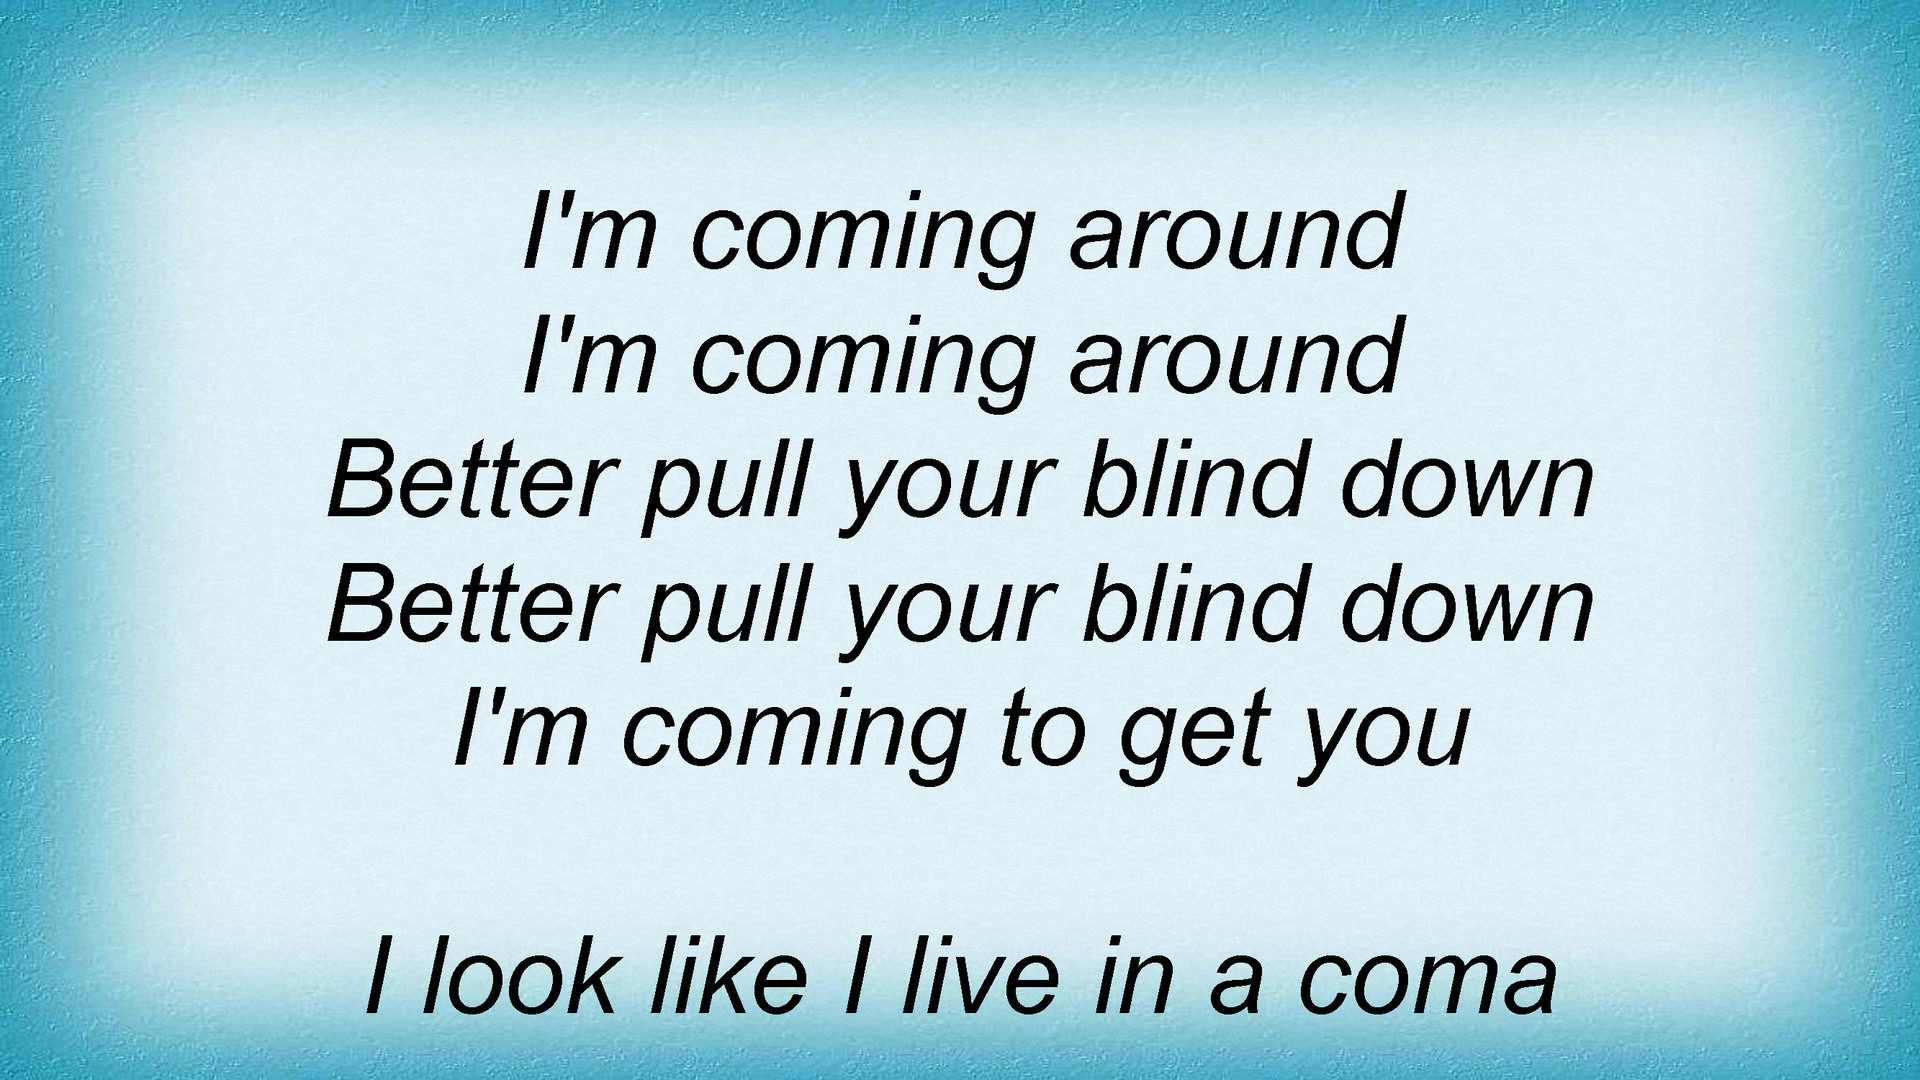 I'm coming around
I'm coming around
Better pull your blind down
Better pull your blind down
I'm coming to get you
I look like I live in a coma